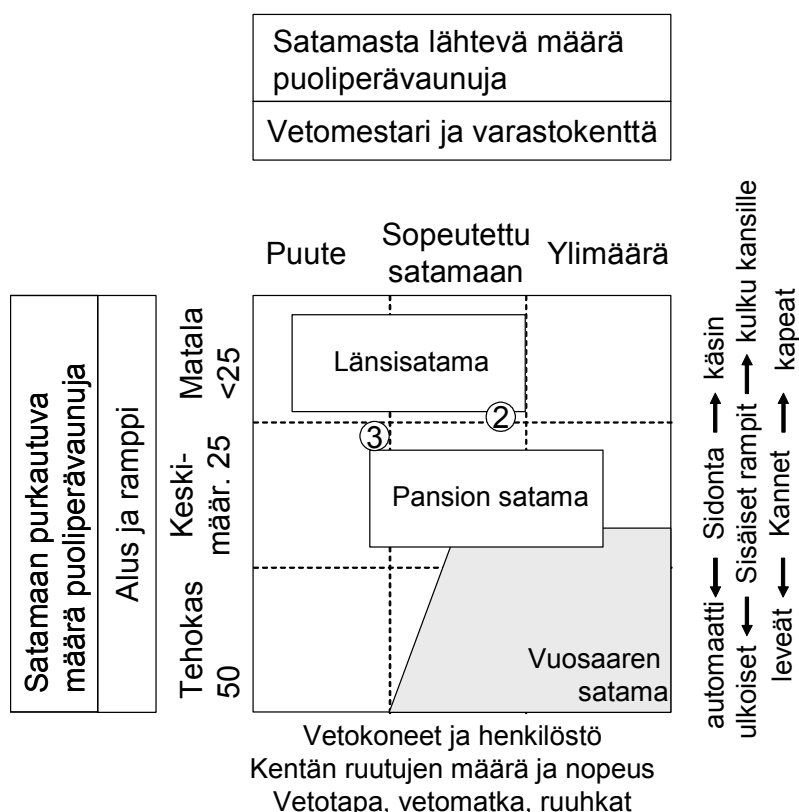 Satamasta lähtevä määrä
puoliperävaunuja
Vetomestari ja varastokenttä
Puute
Sopeutettu
satamaan
Ylimäärä
Satamaan purkautuva
määrä puoliperävaunuja
Alus ja ramppi
Matala
<25
Keski-
määr. 25
Tehokas
50
Länsisatama
2
3
Pansion satama
Vuosaaren
satama
automaatti ← Sidonta → käsin
ulkoiset ← Sisäiset rampit → kulku kansille
leveät ← Kannet → kapeat
Vetokoneet ja henkilöstö
Kentän ruutujen määrä ja nopeus
Vetotapa, vetomatka, ruuhkat